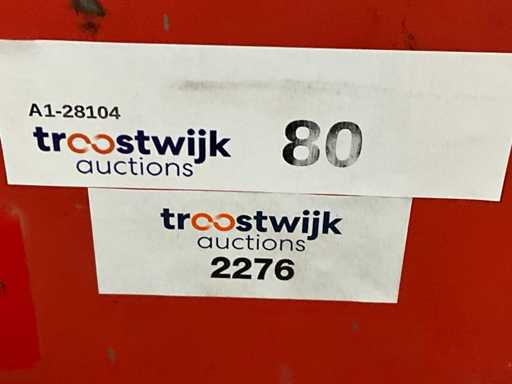 A1-28104
troostwijk 80
auctions
troostwijk
auctions
2276